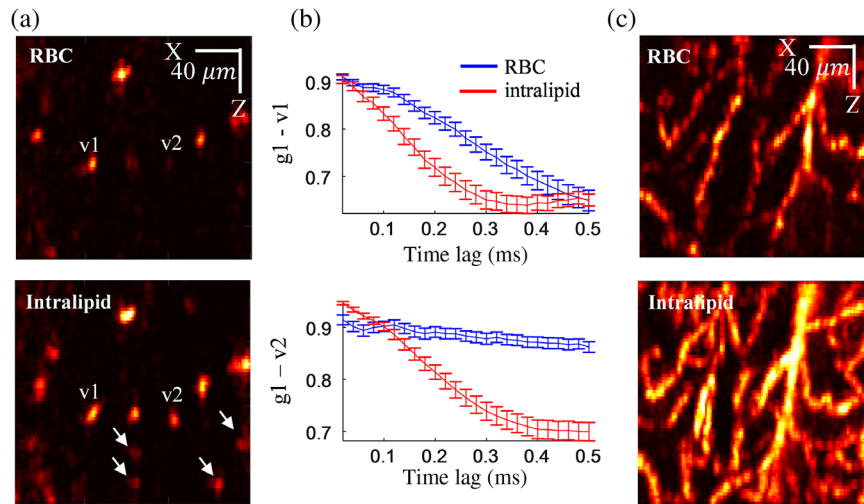 (a)
(b)
(c)
RBC
X
40 μm
Z
v1
v2
Intralipid
v1
v2
RBC
intralipid
g1 - v1
0.9
0.8
0.7
0.1 0.2 0.3 0.4 0.5
Time lag (ms)
g1 – v2
0.9
0.8
0.7
0.1 0.2 0.3 0.4 0.5
Time lag (ms)
RBC
X
40 μm
Z
Intralipid